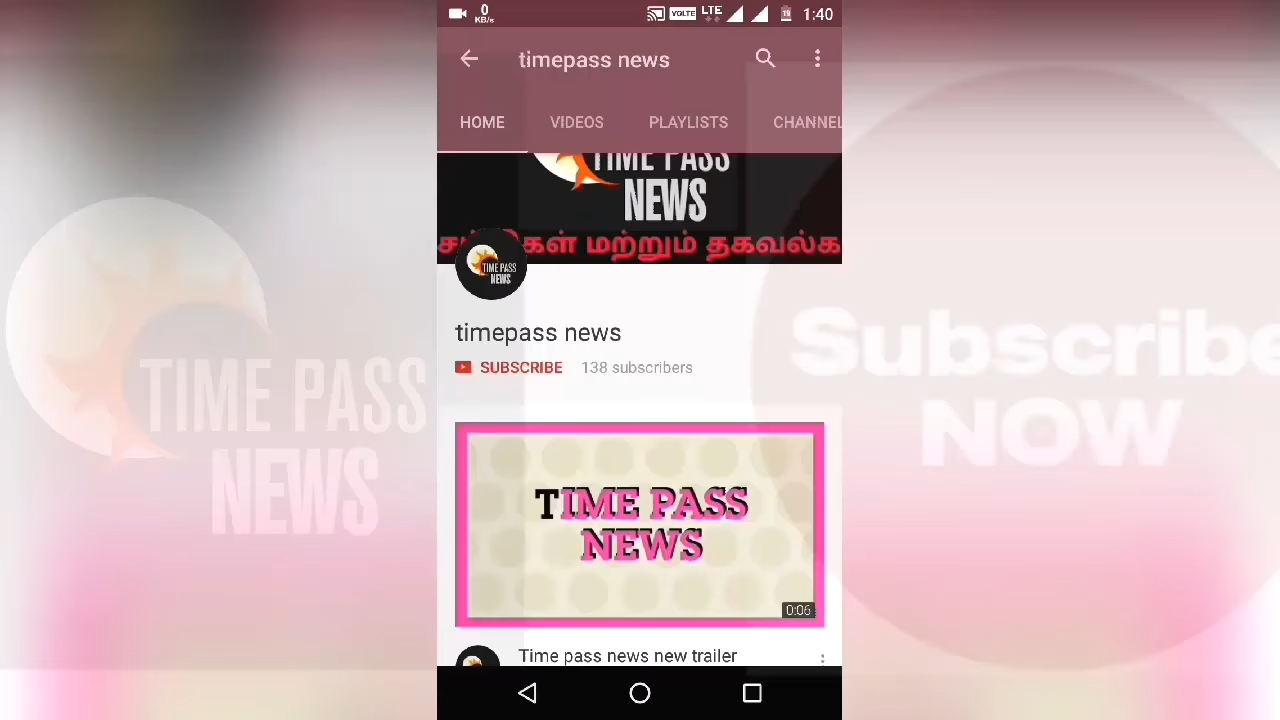 0
KB/s
VOLTE
LTE
19
1:40
timepass news
HOME
VIDEOS
PLAYLISTS
CHANNEL
TIME PASS
NEWS
மற்றும்
TIME PASS
NEWS
timepass news
SUBSCRIBE
138 subscribers
TIME PASS
NEWS
0:06
Time pass news new trailer
TIME PASS
NEWS
Subscribe
NOW